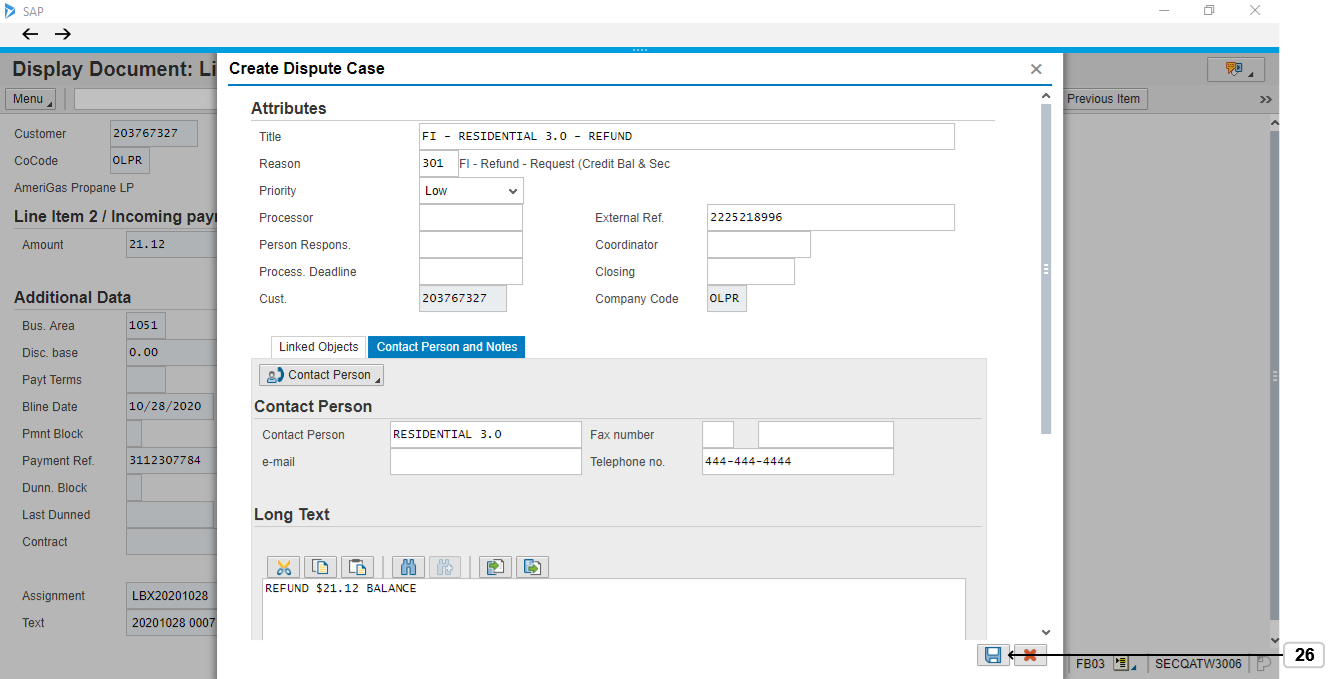 SAP
Display Document: Li
Menu
Previous Item
Customer 203767327
CoCode OLPR
AmeriGas Propane LP
Line Item 2 / Incoming payr
Amount 21.12
Additional Data
Bus. Area 1051
Disc. base 0.00
Payt Terms
Bline Date 10/28/2020
Pmnt Block
Payment Ref. 3112307784
Dunn. Block
Last Dunned
Contract
Assignment LBX20201028
Text 20201028 0007
Create Dispute Case
Attributes
Title FI - RESIDENTIAL 3.0 - REFUND
Reason 301 FI - Refund - Request (Credit Bal & Sec
Priority Low
Processor External Ref. 2225218996
Person Respons. Coordinator
Process. Deadline Closing
Cust. 203767327 Company Code OLPR
Linked Objects Contact Person and Notes
Contact Person
Contact Person
Contact Person RESIDENTIAL 3.0 Fax number
e-mail Telephone no. 444-444-4444
Long Text
REFUND $21.12 BALANCE
26
FB03 SECQATW3006